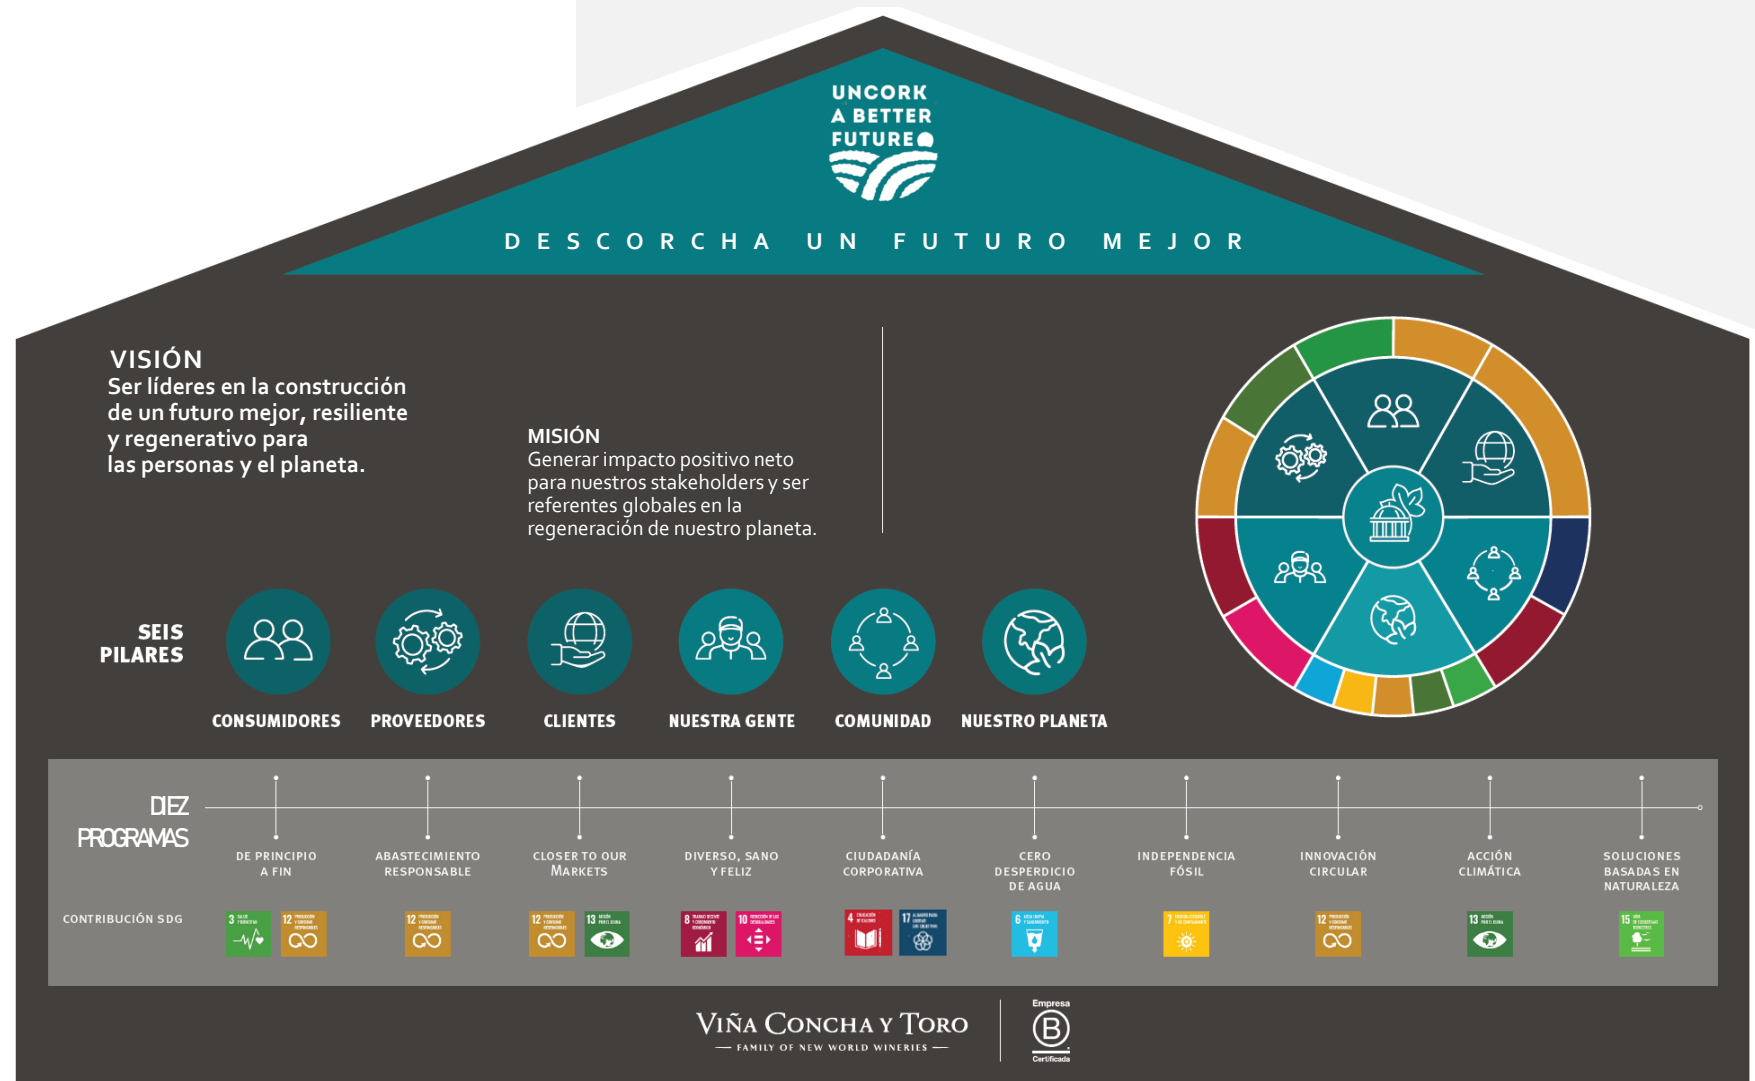 UNCORK
A BETTER
FUTURE
DESCORCHA UN FUTURO MEJOR
VISIÓN
Ser líderes en la construcción
de un futuro mejor, resiliente
y regenerativo para
las personas y el planeta.
MISIÓN
Generar impacto positivo neto
para nuestros stakeholders y ser
referentes globales en la
regeneración de nuestro planeta.
SEIS
PILARES
CONSUMIDORES
PROVEEDORES
CLIENTES
NUESTRA GENTE
COMUNIDAD
NUESTRO PLANETA
DIEZ
PROGRAMAS
DE PRINCIPIO
A FIN
ABASTECIMIENTO
RESPONSABLE
CLOSER TO OUR
MARKETS
DIVERSO, SANO
Y FELIZ
CIUDADANÍA
CORPORATIVA
CERO
DESPERDICIO
DE AGUA
INDEPENDENCIA
FÓSIL
INNOVACIÓN
CIRCULAR
ACCIÓN
CLIMÁTICA
SOLUCIONES
BASADAS EN
NATURALEZA
CONTRIBUCIÓN SDG
3
12
12
12
13
8
10
4
17
6
7
12
13
15
VIÑA CONCHA Y TORO
FAMILY OF NEW WORLD WINERIES
Empresa
B
Certificada